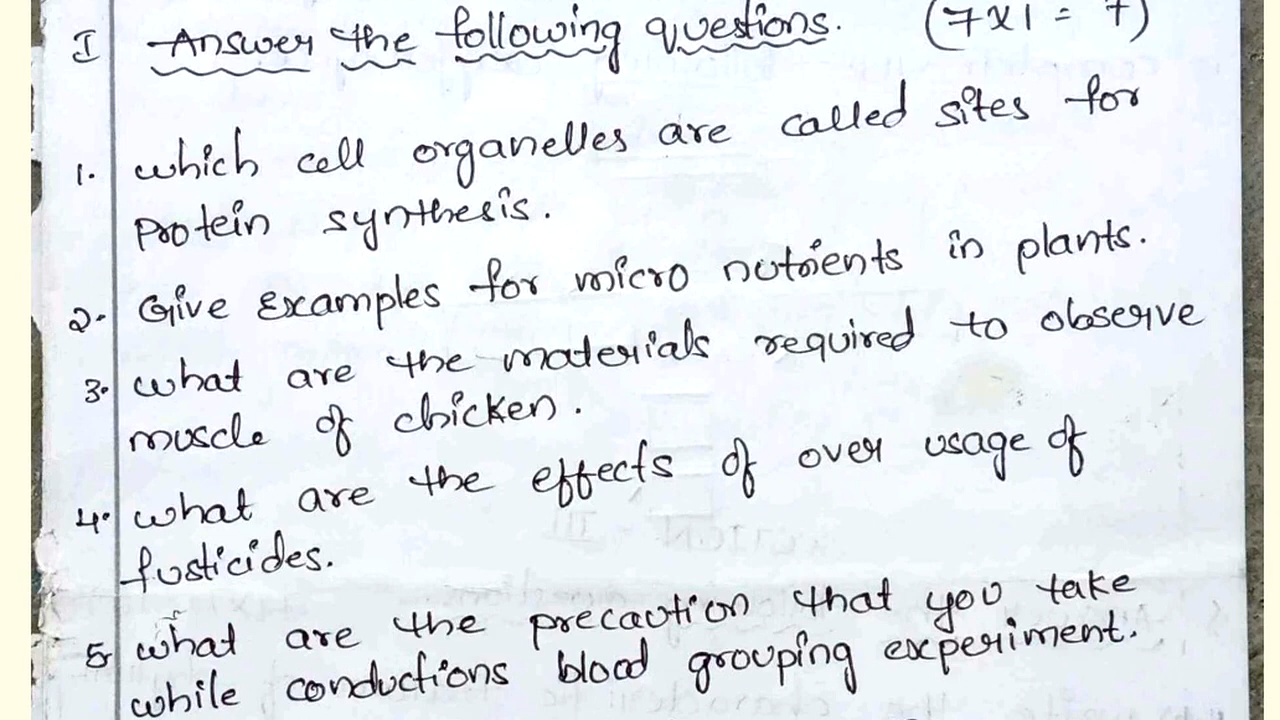 I Answer the following questions. (7x1 = 7)
1. which cell organelles are called sites for
protein synthesis.
2. Give Examples for micro nutrients in plants.
3. what are the materials required to observe
muscle of chicken.
4. what are the effects of over usage of
fusticides.
5. what are the precaution that you take
while conductions blood grouping experiment.